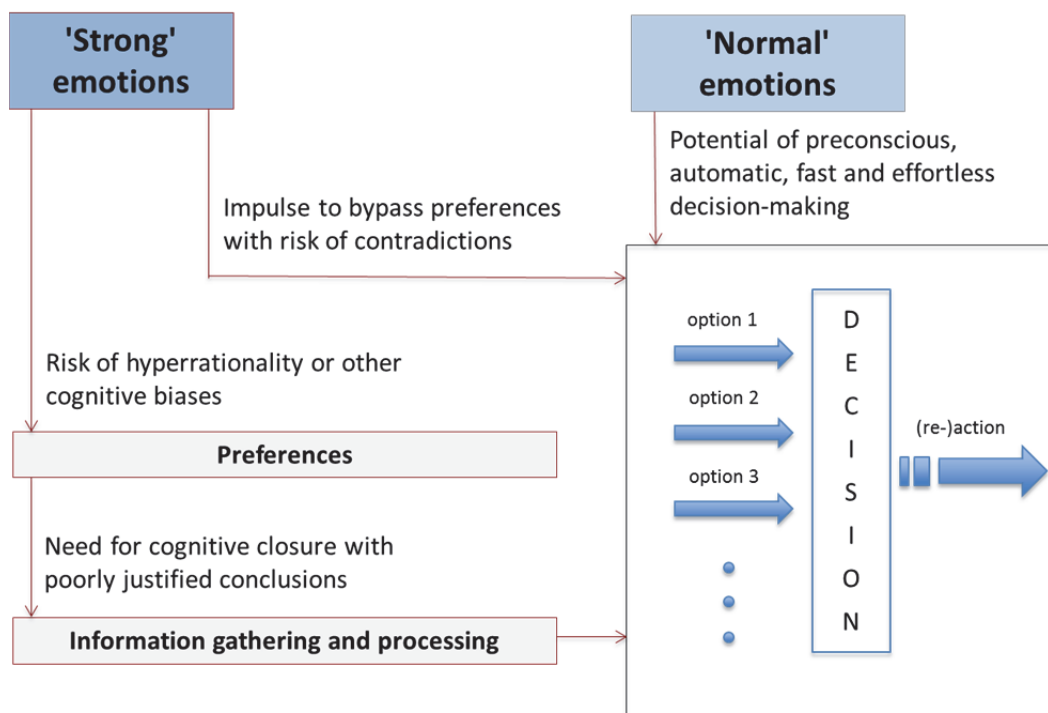 'Strong'
emotions
'Normal'
emotions
Potential of preconscious,
automatic, fast and effortless
decision-making
Impulse to bypass preferences
with risk of contradictions
Risk of hyperrationality or other
cognitive biases
Preferences
Need for cognitive closure with
poorly justified conclusions
Information gathering and processing
option 1
option 2
option 3
D
E
C
I
S
I
O
N
(re-)action